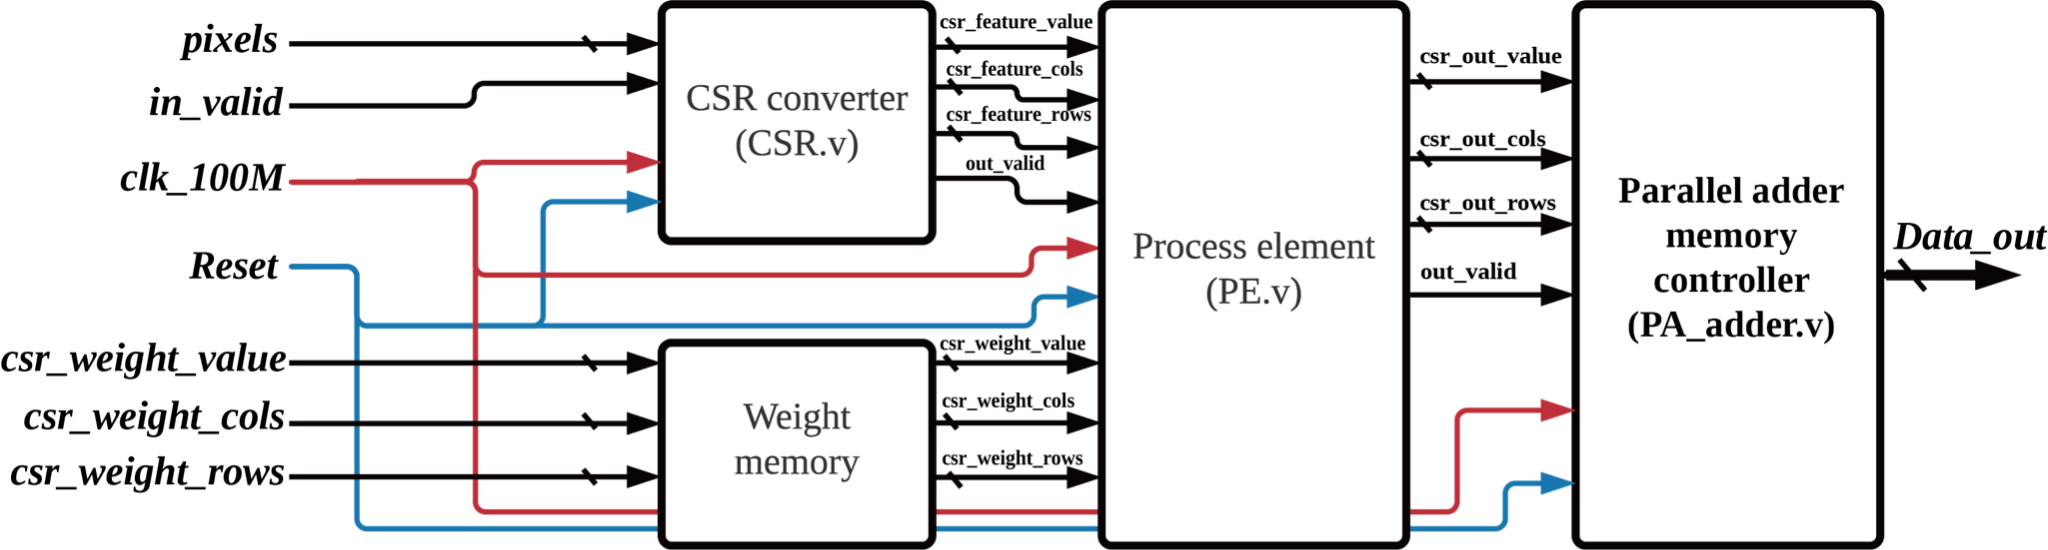 pixels
in_valid
clk_100M
Reset
csr_weight_value
csr_weight_cols
csr_weight_rows
CSR converter
(CSR.v)
Weight
memory
csr_feature_value
csr_feature_cols
csr_feature_rows
out_valid
csr_weight_value
csr_weight_cols
csr_weight_rows
Process element
(PE.v)
csr_out_value
csr_out_cols
csr_out_rows
out_valid
Parallel adder
memory
controller
(PA_adder.v)
Data_out